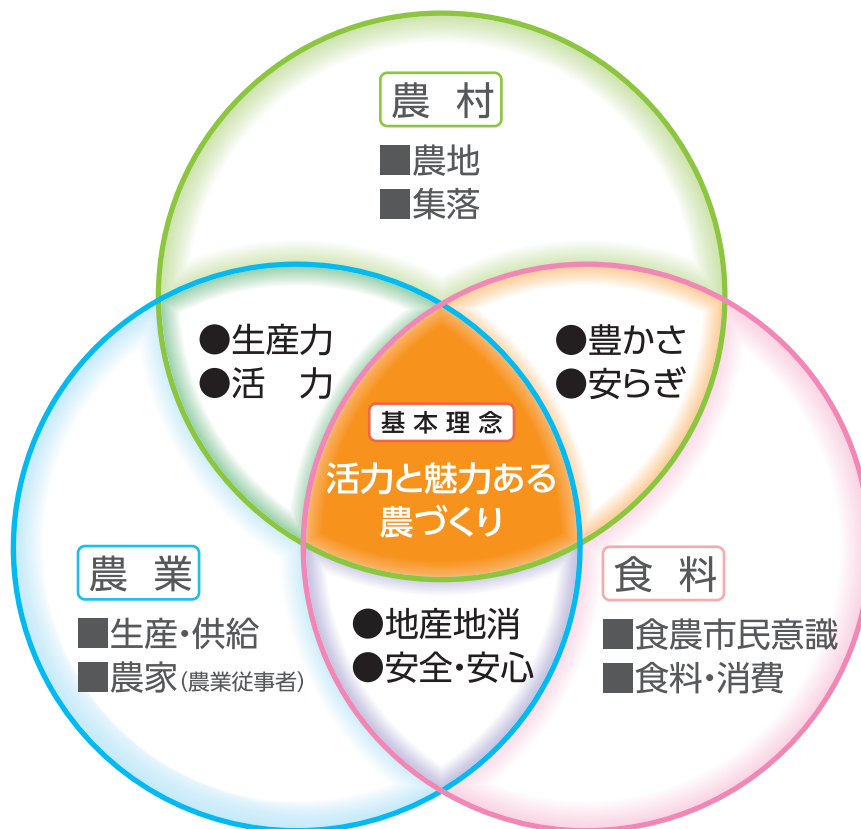 農 村
■農地
■集落
●生産力
●活 力
●豊かさ
●安らぎ
基本理念
活力と魅力ある
農づくり
農 業
■生産・供給
■農家（農業従事者）
●地産地消
●安全・安心
食 料
■食農市民意識
■食料・消費